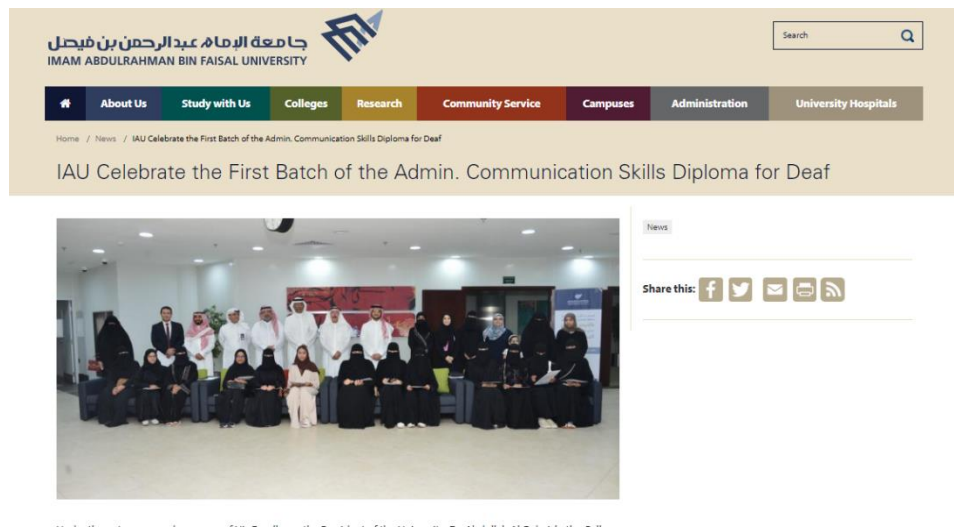 جامعة الإمام عبد الرحمن بن فيصل
IMAM ABDULRAHMAN BIN FAISAL UNIVERSITY
Search
About Us Study with Us Colleges Research Community Service Campuses Administration University Hospitals
Home / News / IAU Celebrate the First Batch of the Admin. Communication Skills Diploma for Deaf
IAU Celebrate the First Batch of the Admin. Communication Skills Diploma for Deaf
News
Share this: